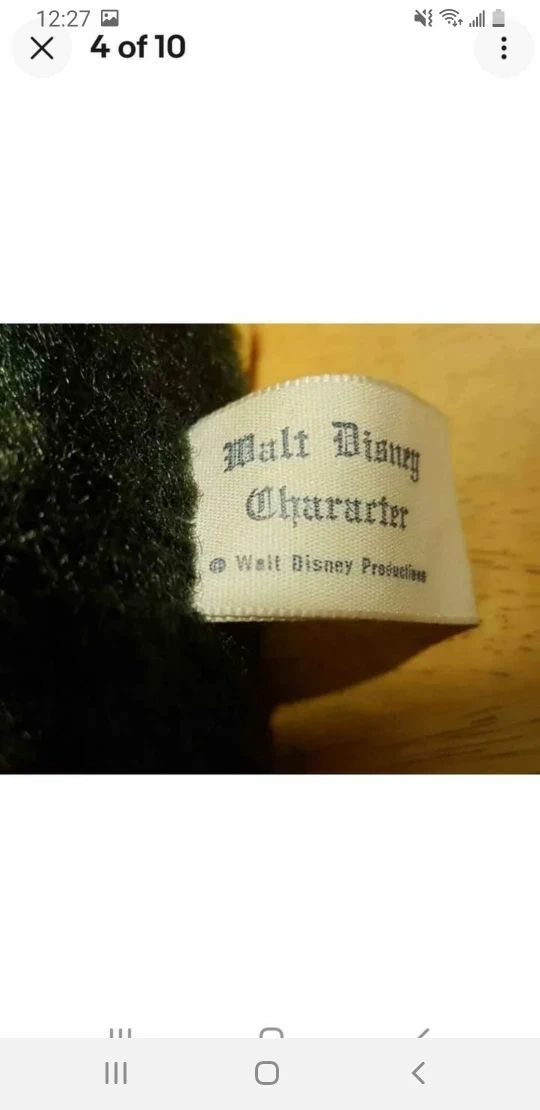 12:27
4 of 10
Walt Disney
Character
© Walt Disney Productions